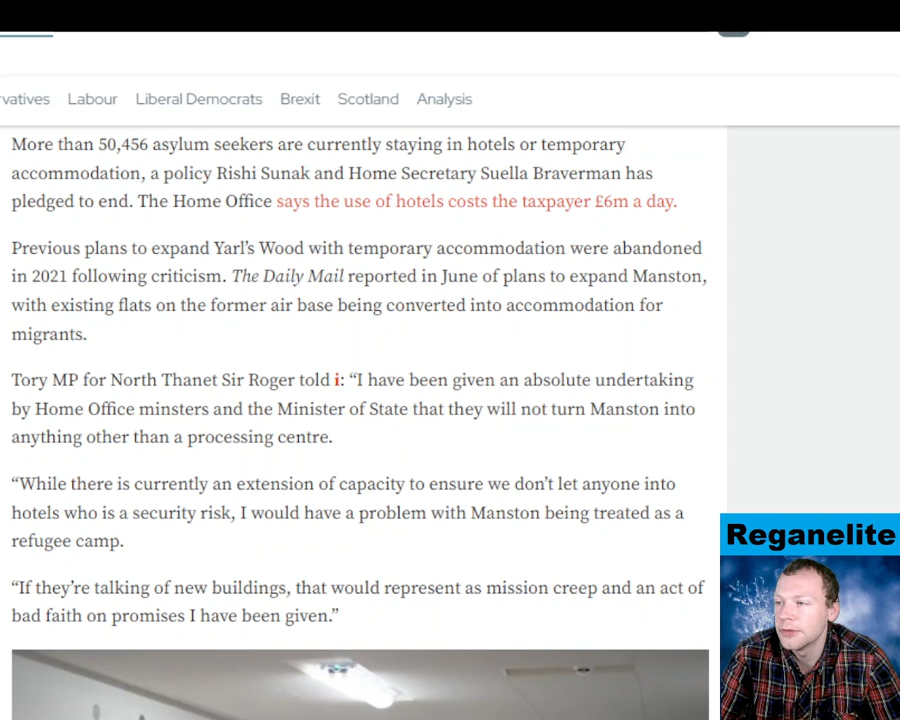 vatives Labour Liberal Democrats Brexit Scotland Analysis
More than 50,456 asylum seekers are currently staying in hotels or temporary
accommodation, a policy Rishi Sunak and Home Secretary Suella Braverman has
pledged to end. The Home Office says the use of hotels costs the taxpayer £6m a day.
Previous plans to expand Yarl’s Wood with temporary accommodation were abandoned
in 2021 following criticism. The Daily Mail reported in June of plans to expand Manston,
with existing flats on the former air base being converted into accommodation for
migrants.
Tory MP for North Thanet Sir Roger told i: “I have been given an absolute undertaking
by Home Office minsters and the Minister of State that they will not turn Manston into
anything other than a processing centre.
“While there is currently an extension of capacity to ensure we don’t let anyone into
hotels who is a security risk, I would have a problem with Manston being treated as a
refugee camp.
“If they’re talking of new buildings, that would represent as mission creep and an act of
bad faith on promises I have been given.”
Reganelite